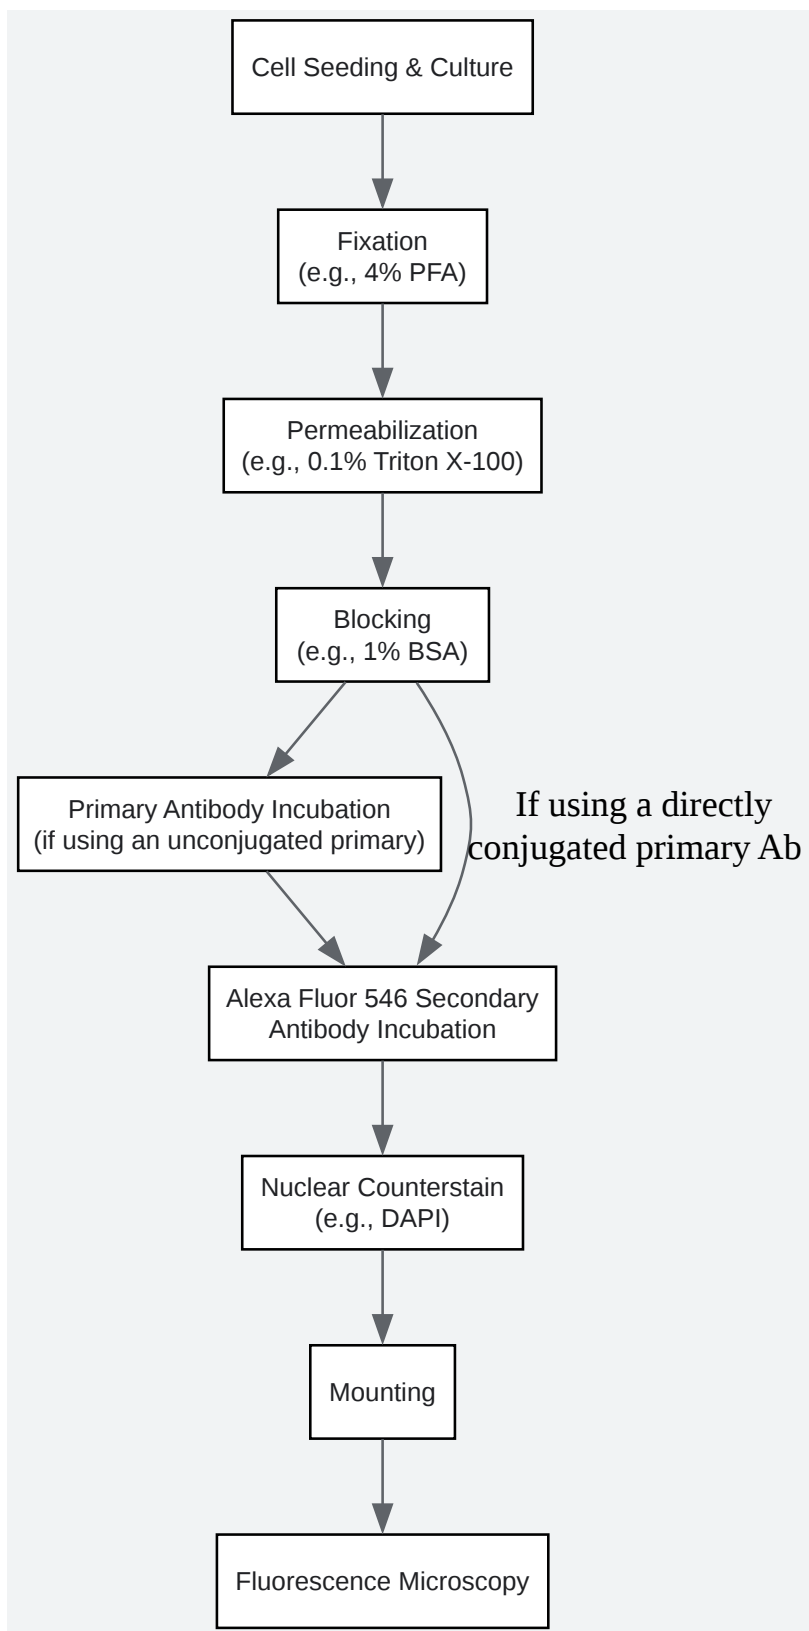 Cell Seeding & Culture
Fixation
(e.g., 4% PFA)
Permeabilization
(e.g., 0.1% Triton X-100)
Blocking
(e.g., 1% BSA)
Primary Antibody Incubation
(if using an unconjugated primary)
If using a directly
conjugated primary Ab
Alexa Fluor 546 Secondary
Antibody Incubation
Nuclear Counterstain
(e.g., DAPI)
Mounting
Fluorescence Microscopy